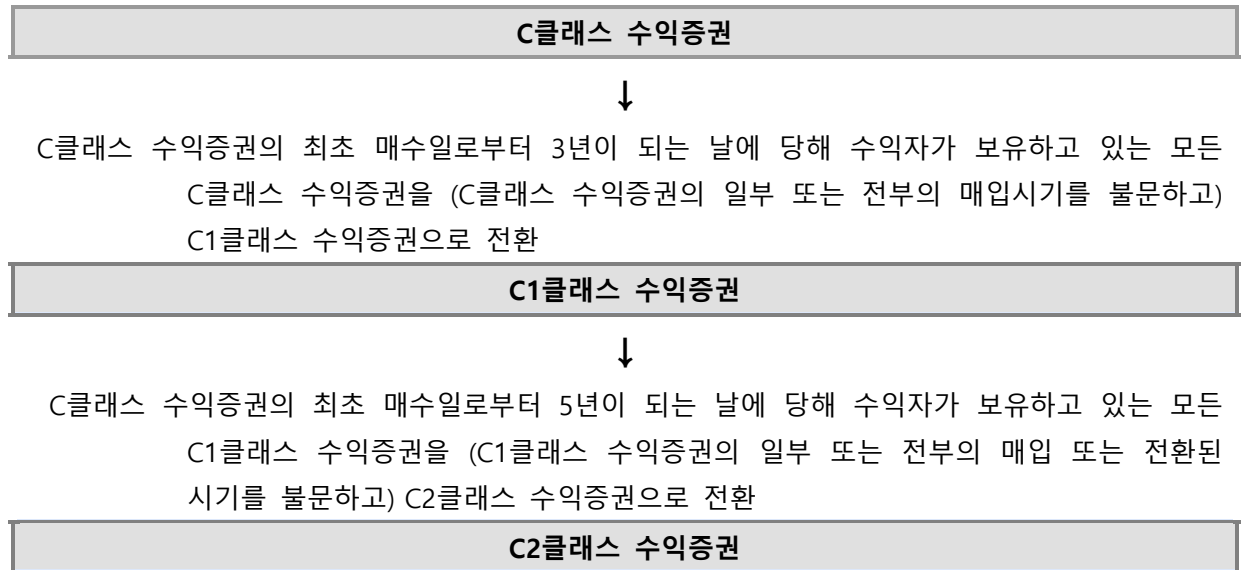 C클래스 수익증권
↓
C클래스 수익증권의 최초 매수일로부터 3년이 되는 날에 당해 수익자가 보유하고 있는 모든
C클래스 수익증권을 (C클래스 수익증권의 일부 또는 전부의 매입시기를 불문하고)
C1클래스 수익증권으로 전환
C1클래스 수익증권
↓
C클래스 수익증권의 최초 매수일로부터 5년이 되는 날에 당해 수익자가 보유하고 있는 모든
C1클래스 수익증권을 (C1클래스 수익증권의 일부 또는 전부의 매입 또는 전환된
시기를 불문하고) C2클래스 수익증권으로 전환
C2클래스 수익증권